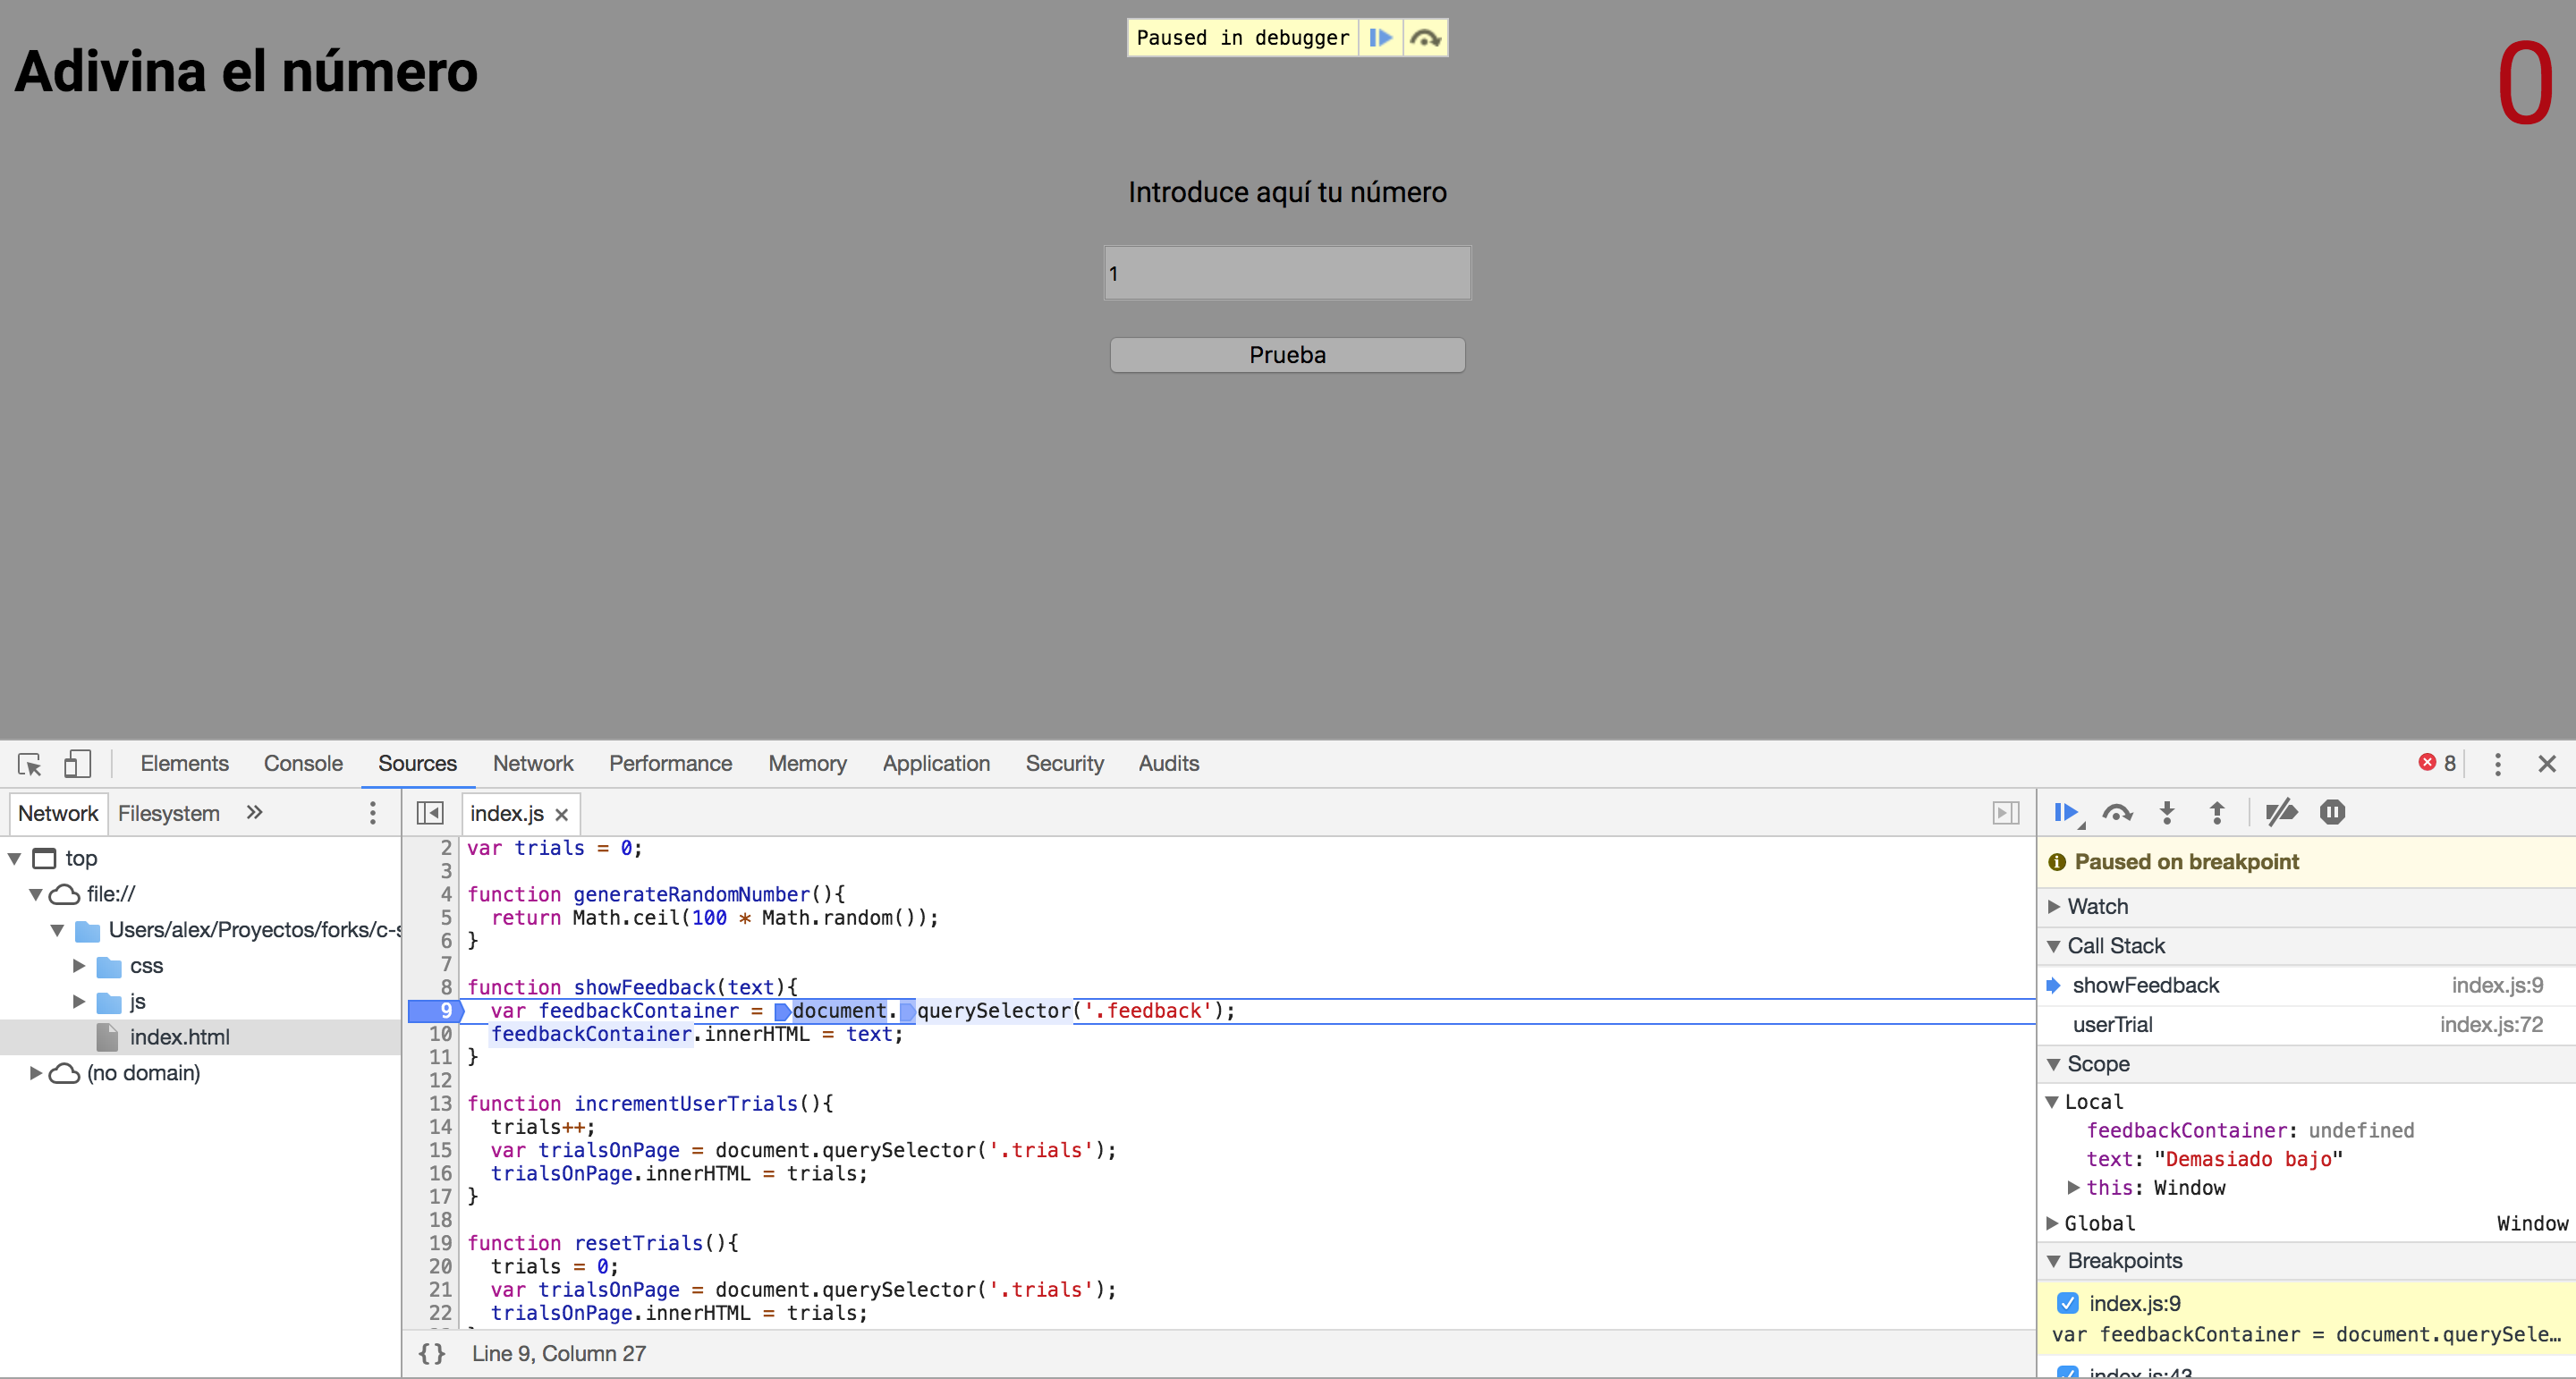 Paused in debugger
Adivina el número
0
Introduce aquí tu número
1
Prueba
Elements Console Sources Network Performance Memory Application Security Audits 8
Network Filesystem
top
file://
Users/alex/Proyectos/forks/c-s
css
js
index.html
(no domain)
index.js
2 var trials = 0;
3
4 function generateRandomNumber(){
5 return Math.ceil(100 * Math.random());
6 }
7
8 function showFeedback(text){
9 var feedbackContainer = document.querySelector('.feedback');
10 feedbackContainer.innerHTML = text;
11 }
12
13 function incrementUserTrials(){
14 trials++;
15 var trialsOnPage = document.querySelector('.trials');
16 trialsOnPage.innerHTML = trials;
17 }
18
19 function resetTrials(){
20 trials = 0;
21 var trialsOnPage = document.querySelector('.trials');
22 trialsOnPage.innerHTML = trials;
{} Line 9, Column 27
Paused on breakpoint
Watch
Call Stack
showFeedback index.js:9
userTrial index.js:72
Scope
Local
feedbackContainer: undefined
text: "Demasiado bajo"
this: Window
Global Window
Breakpoints
index.js:9
var feedbackContainer = document.querySele…
index.js:43